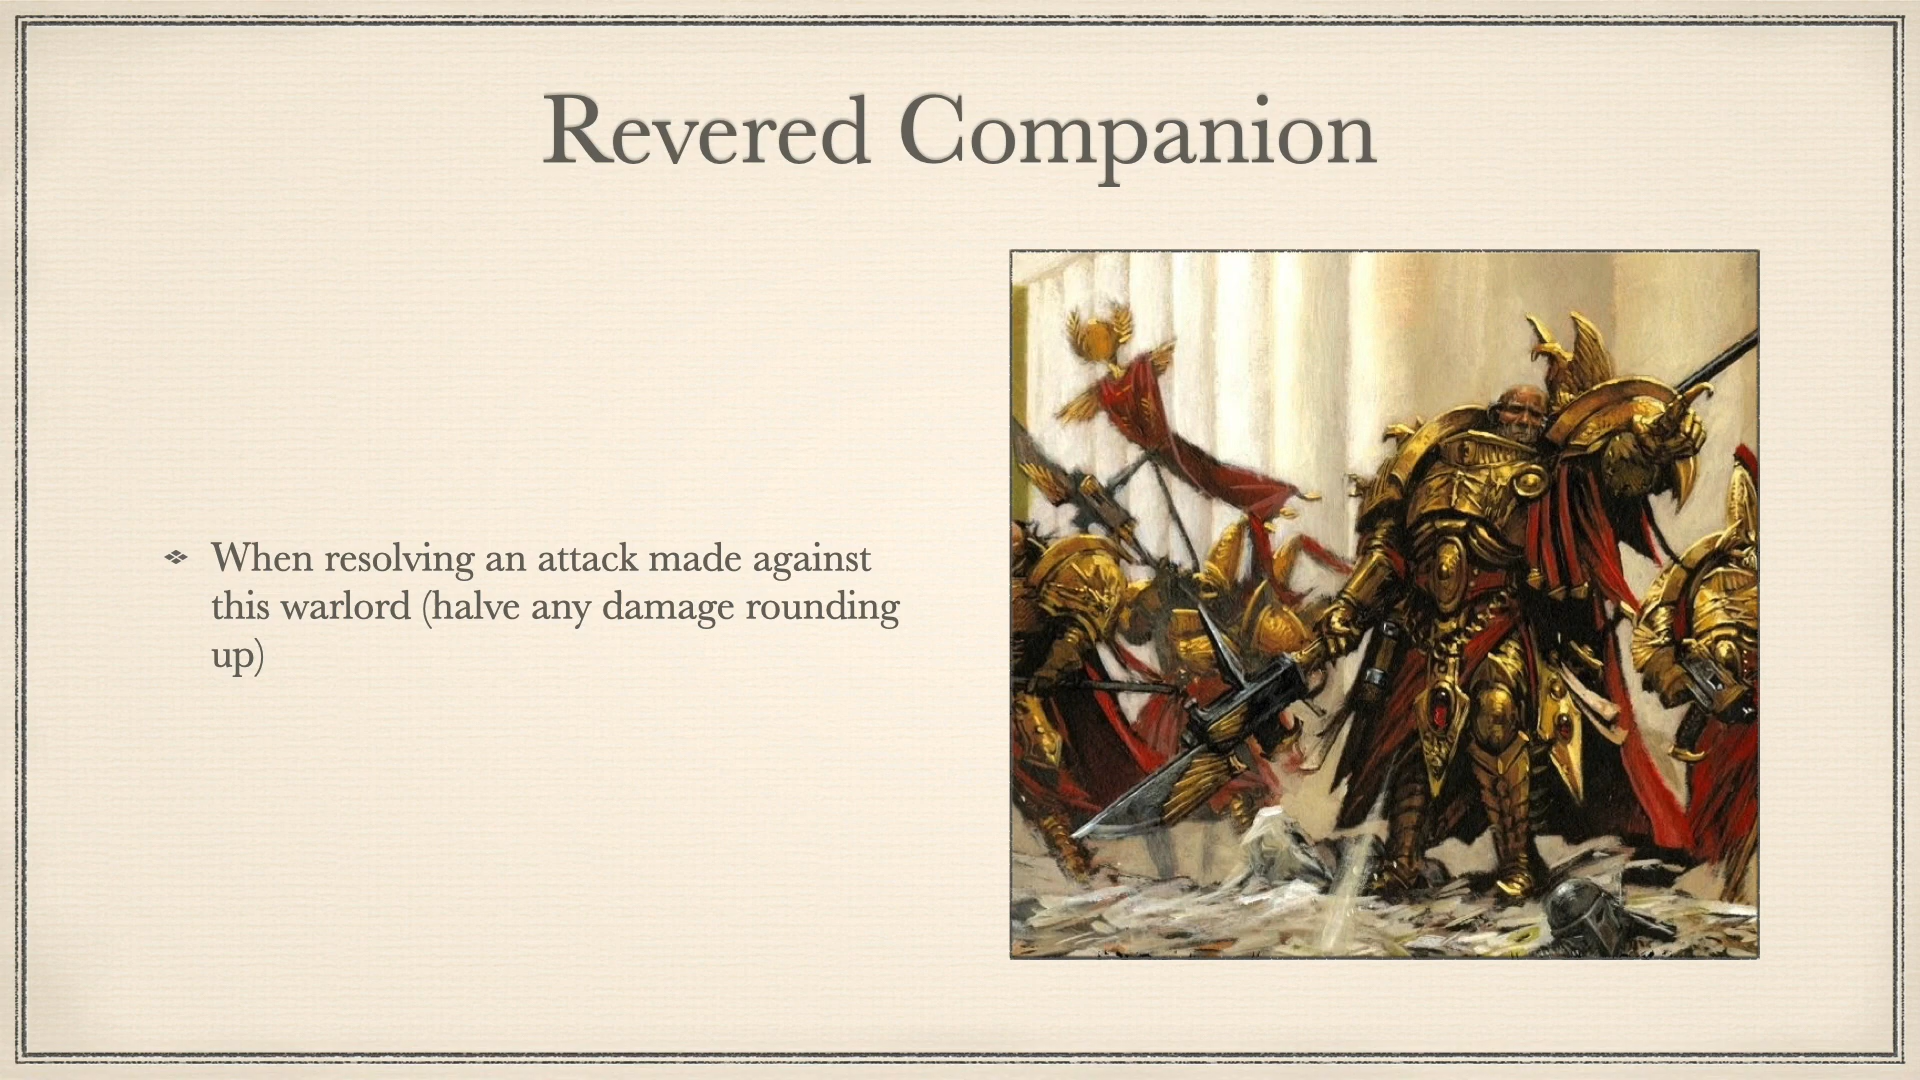 Revered Companion
When resolving an attack made against
this warlord (halve any damage rounding
up)